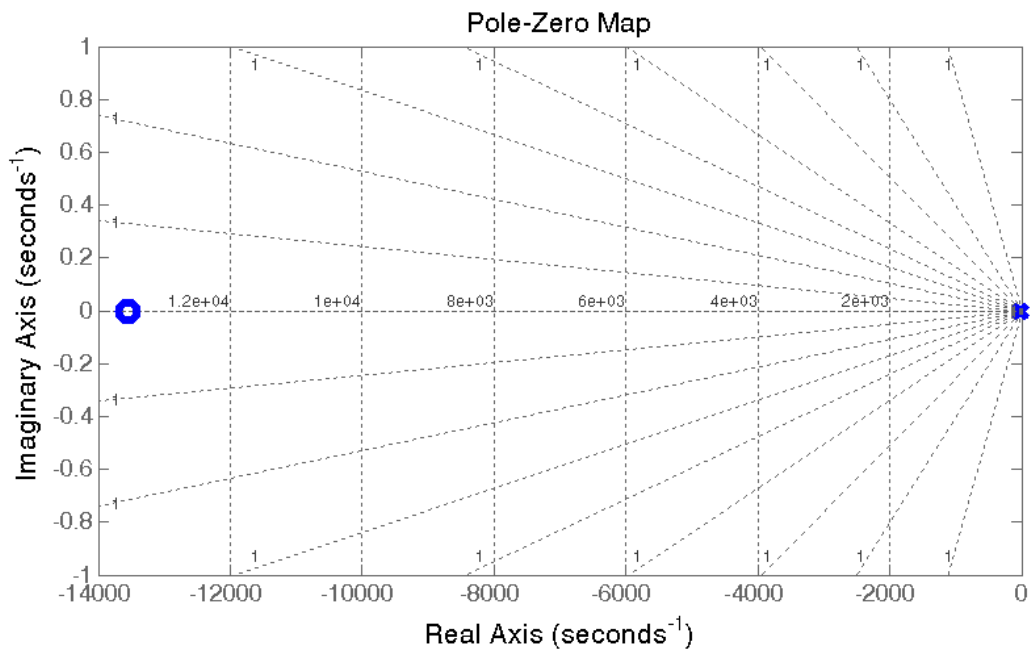 Pole-Zero Map
1
1 1 1 1 1 1
0.8
1
0.6
0.4
1
0.2
1.2e+04 1e+04 8e+03 6e+03 4e+03 2e+03
0
-0.2
1
-0.4
-0.6
1
-0.8
1 1 1 1 1 1
-1
-14000 -12000 -10000 -8000 -6000 -4000 -2000 0
Real Axis (seconds⁻¹)
Imaginary Axis (seconds⁻¹)